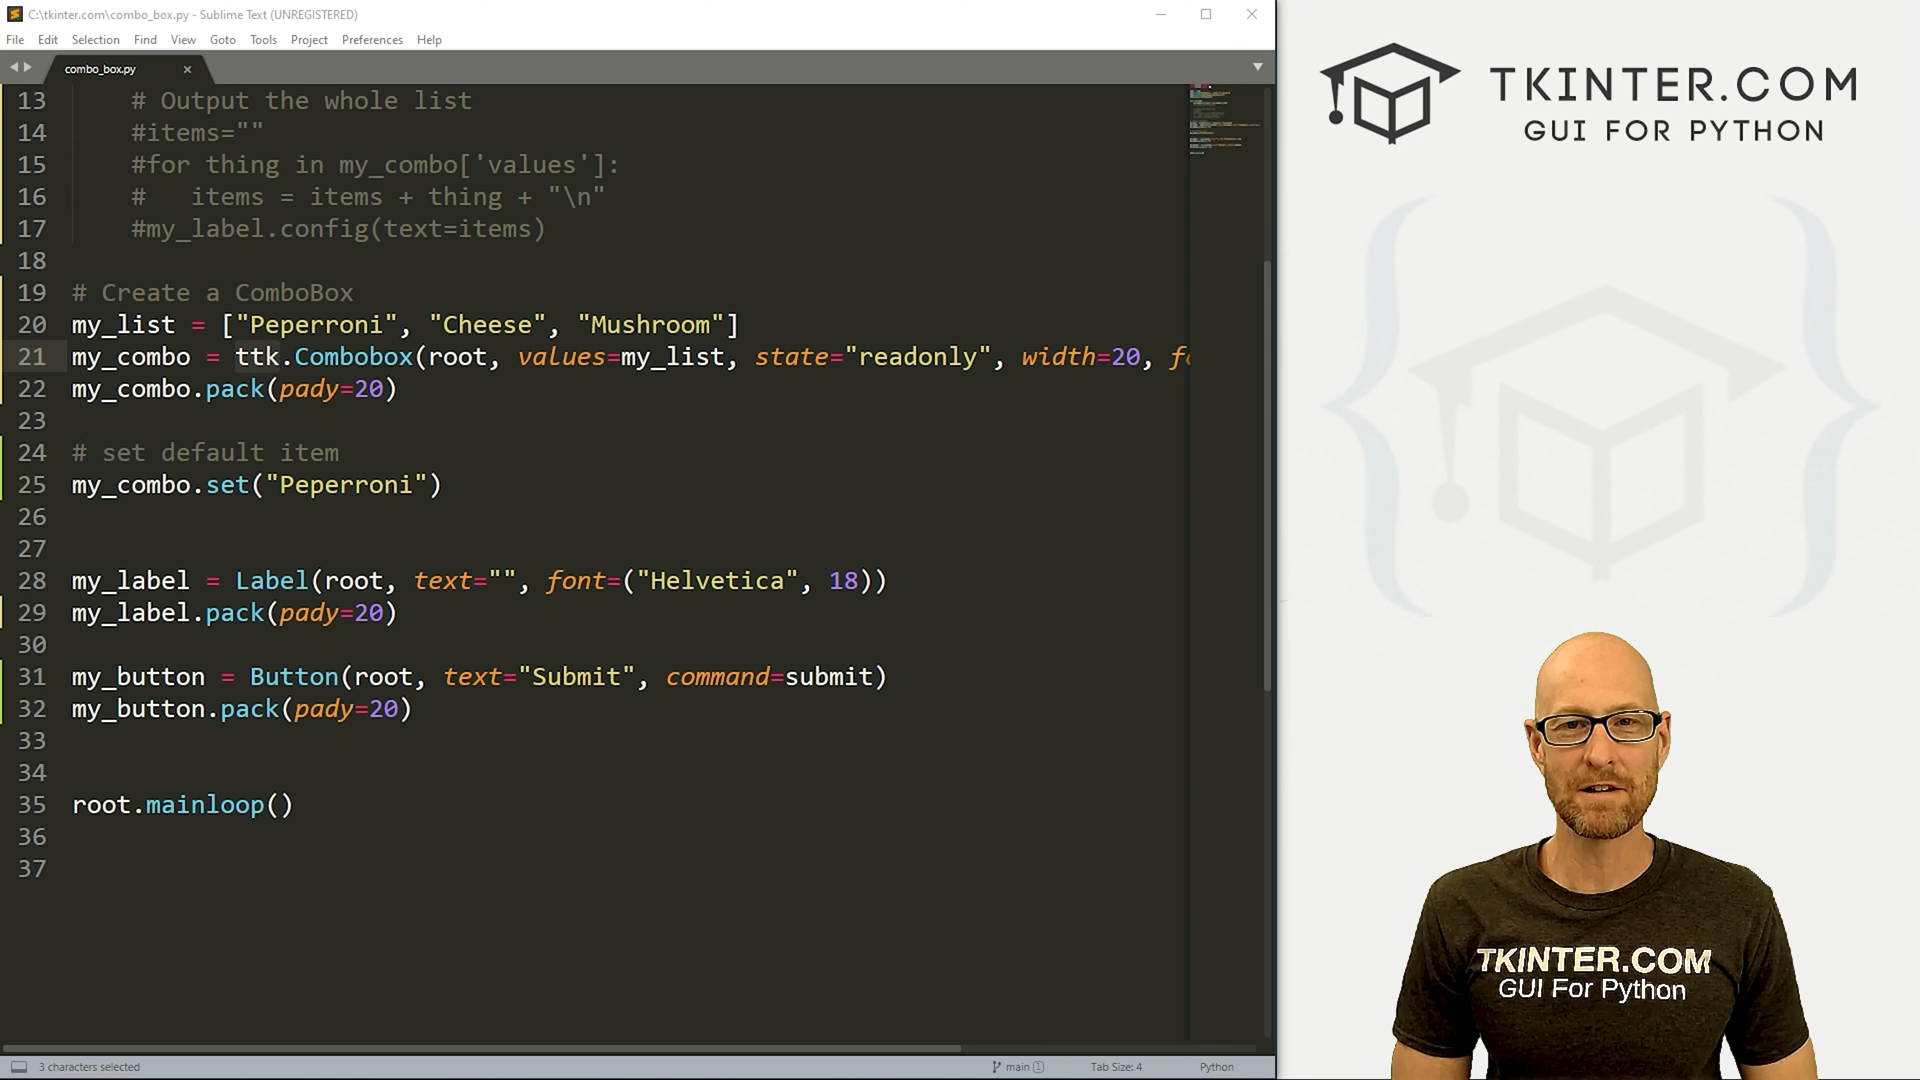 C:\tkinter.com\combo_box.py - Sublime Text (UNREGISTERED)
File Edit Selection Find View Goto Tools Project Preferences Help
combo_box.py
13 # Output the whole list
14 #items=""
15 #for thing in my_combo['values']:
16 #   items = items + thing + "\n"
17 #my_label.config(text=items)
18
19 # Create a ComboBox
20 my_list = ["Peperroni", "Cheese", "Mushroom"]
21 my_combo = ttk.Combobox(root, values=my_list, state="readonly", width=20, fo
22 my_combo.pack(pady=20)
23
24 # set default item
25 my_combo.set("Peperroni")
26
27
28 my_label = Label(root, text="", font=("Helvetica", 18))
29 my_label.pack(pady=20)
30
31 my_button = Button(root, text="Submit", command=submit)
32 my_button.pack(pady=20)
33
34
35 root.mainloop()
36
37
3 characters selected
main 1
Tab Size: 4
Python
TKINTER.COM
GUI FOR PYTHON
TKINTER.COM
GUI For Python